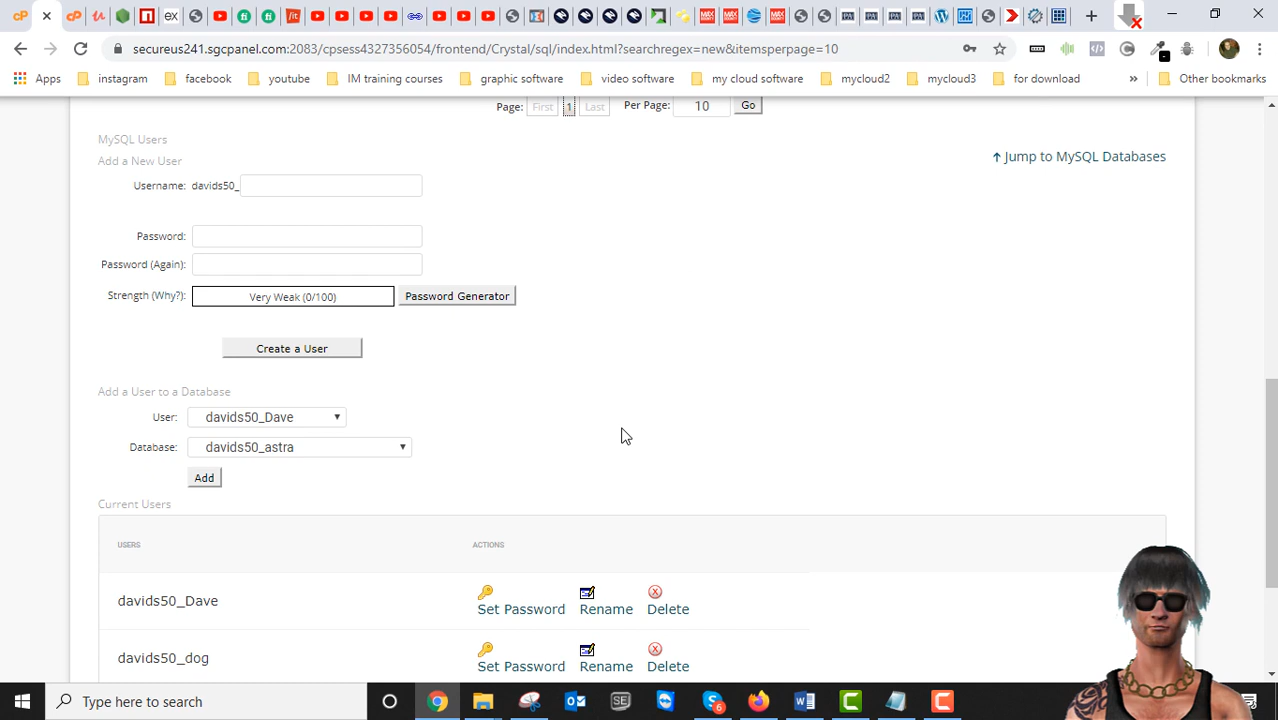 secureus241.sgcpanel.com:2083/cpsess4327356054/frontend/Crystal/sql/index.html?searchregex=new&itemsperpage=10
Apps instagram facebook youtube IM training courses graphic software video software my cloud software mycloud2 mycloud3 for download » Other bookmarks
Page: First 1 Last Per Page: 10 Go
MySQL Users
Add a New User
↑ Jump to MySQL Databases
Username: davids50_
Password:
Password (Again):
Strength (Why?): Very Weak (0/100) Password Generator
Create a User
Add a User to a Database
User: davids50_Dave
Database: davids50_astra
Add
Current Users
USERS ACTIONS
davids50_Dave Set Password Rename Delete
davids50_dog Set Password Rename Delete
Type here to search